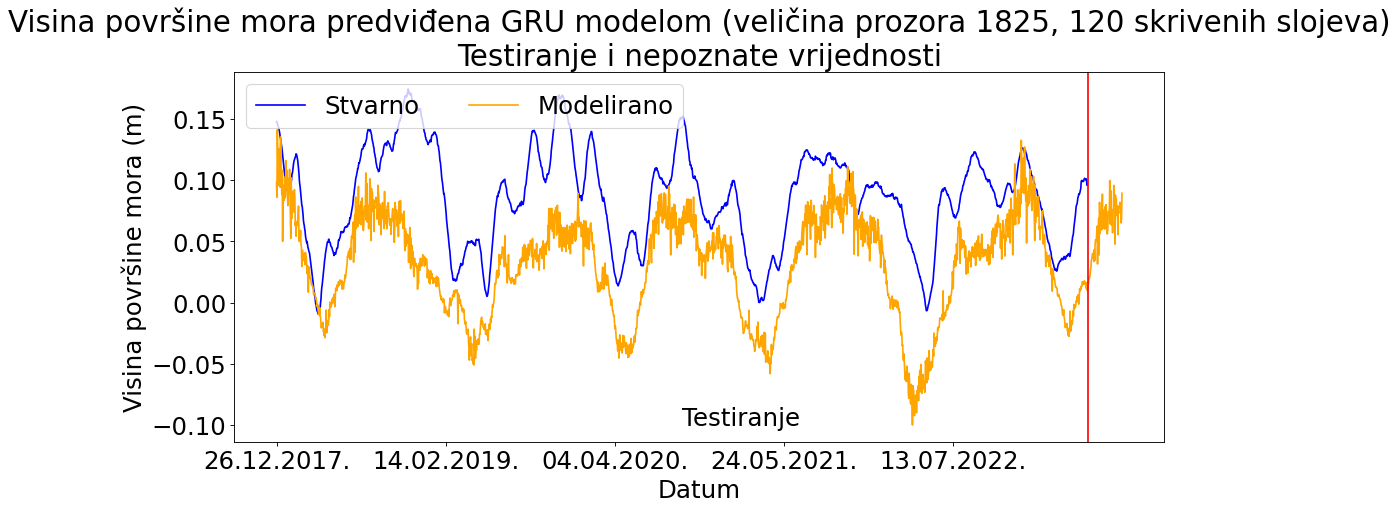 Visina površine mora predviđena GRU modelom (veličina prozora 1825, 120 skrivenih slojeva)
Testiranje i nepoznate vrijednosti
Stvarno Modelirano
Visina površine mora (m)
0.15
0.10
0.05
0.00
−0.05
−0.10
Testiranje
26.12.2017. 14.02.2019. 04.04.2020. 24.05.2021. 13.07.2022.
Datum